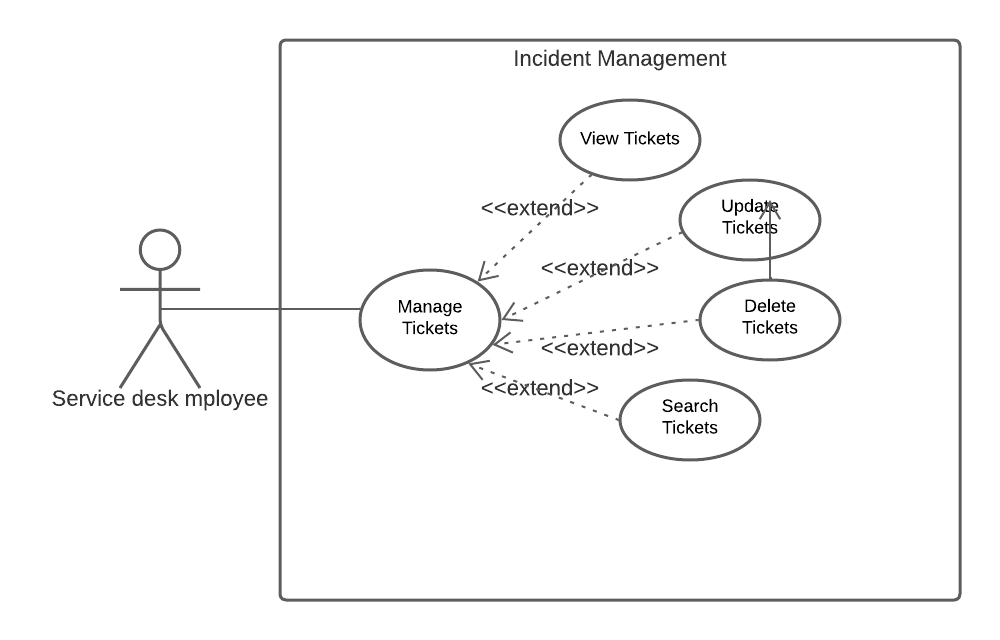 Incident Management
View Tickets
<<extend>>
Update
Tickets
<<extend>>
Manage
Tickets
Delete
Tickets
<<extend>>
<<extend>>
Service desk mployee
Search
Tickets